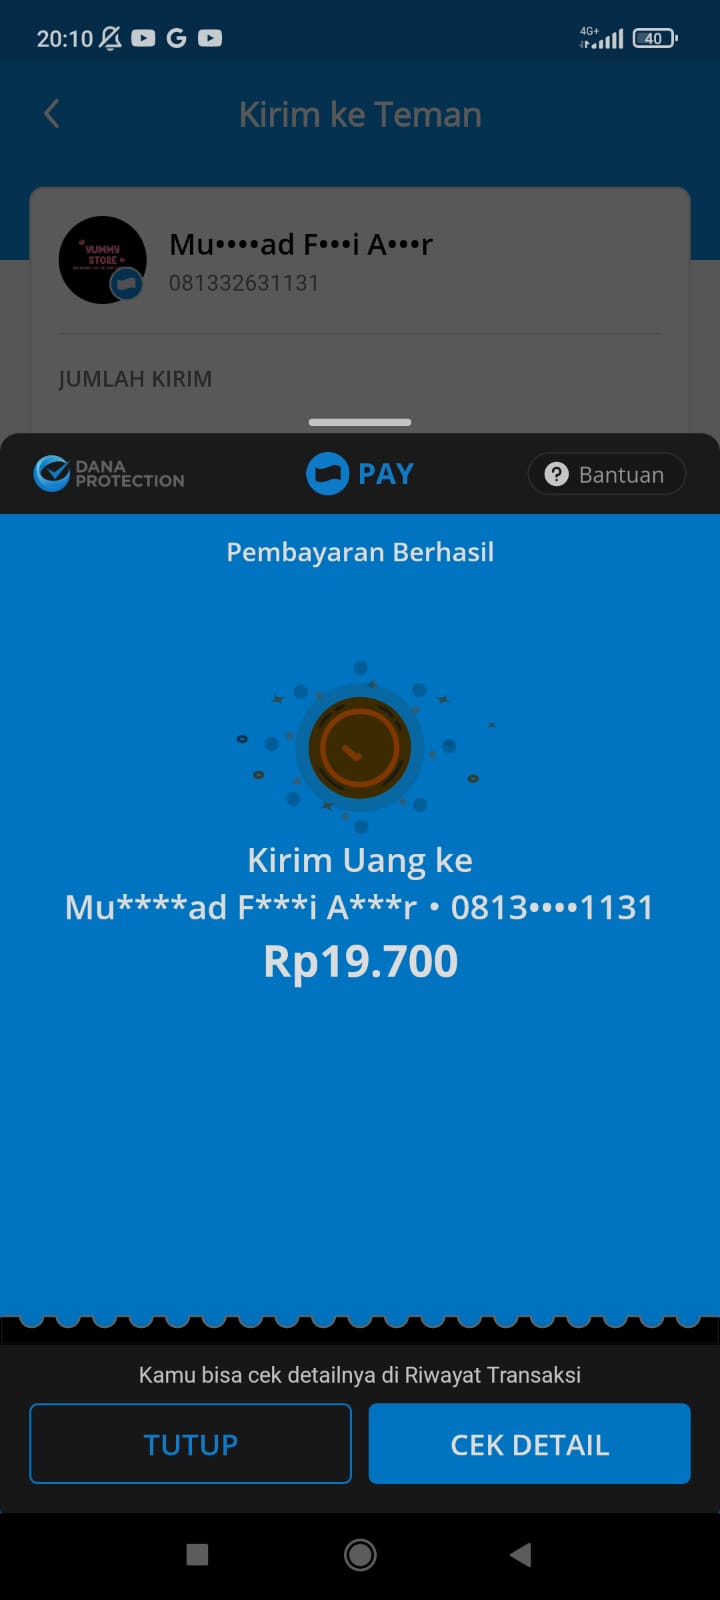 20:10
4G+
40
Kirim ke Teman
YUMMY
STORE
Mu••••ad F•••i A•••r
081332631131
JUMLAH KIRIM
DANA
PROTECTION
PAY
Bantuan
Pembayaran Berhasil
Kirim Uang ke
Mu****ad F***i A***r • 0813••••1131
Rp19.700
Kamu bisa cek detailnya di Riwayat Transaksi
TUTUP
CEK DETAIL